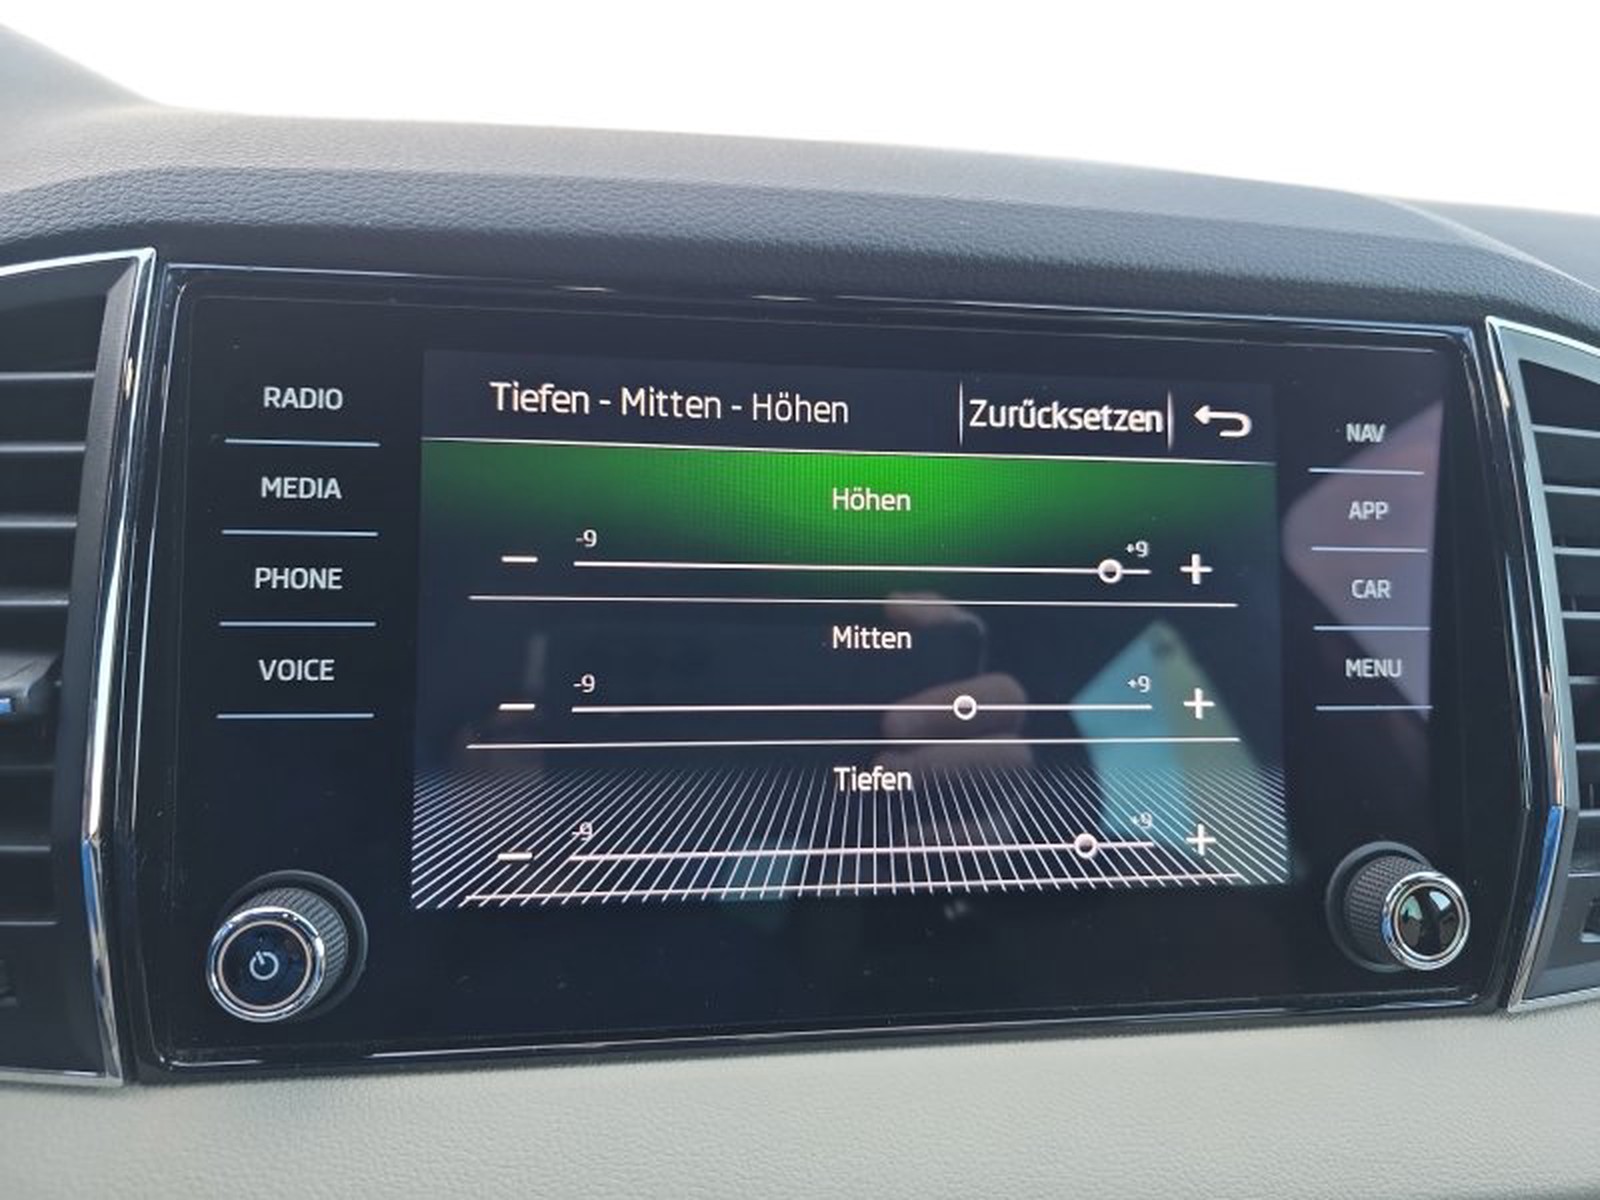 RADIO
MEDIA
PHONE
VOICE
Tiefen - Mitten - Höhen
Zurücksetzen
Höhen
-9
+9
Mitten
-9
+9
Tiefen
-9
+9
NAV
APP
CAR
MENU